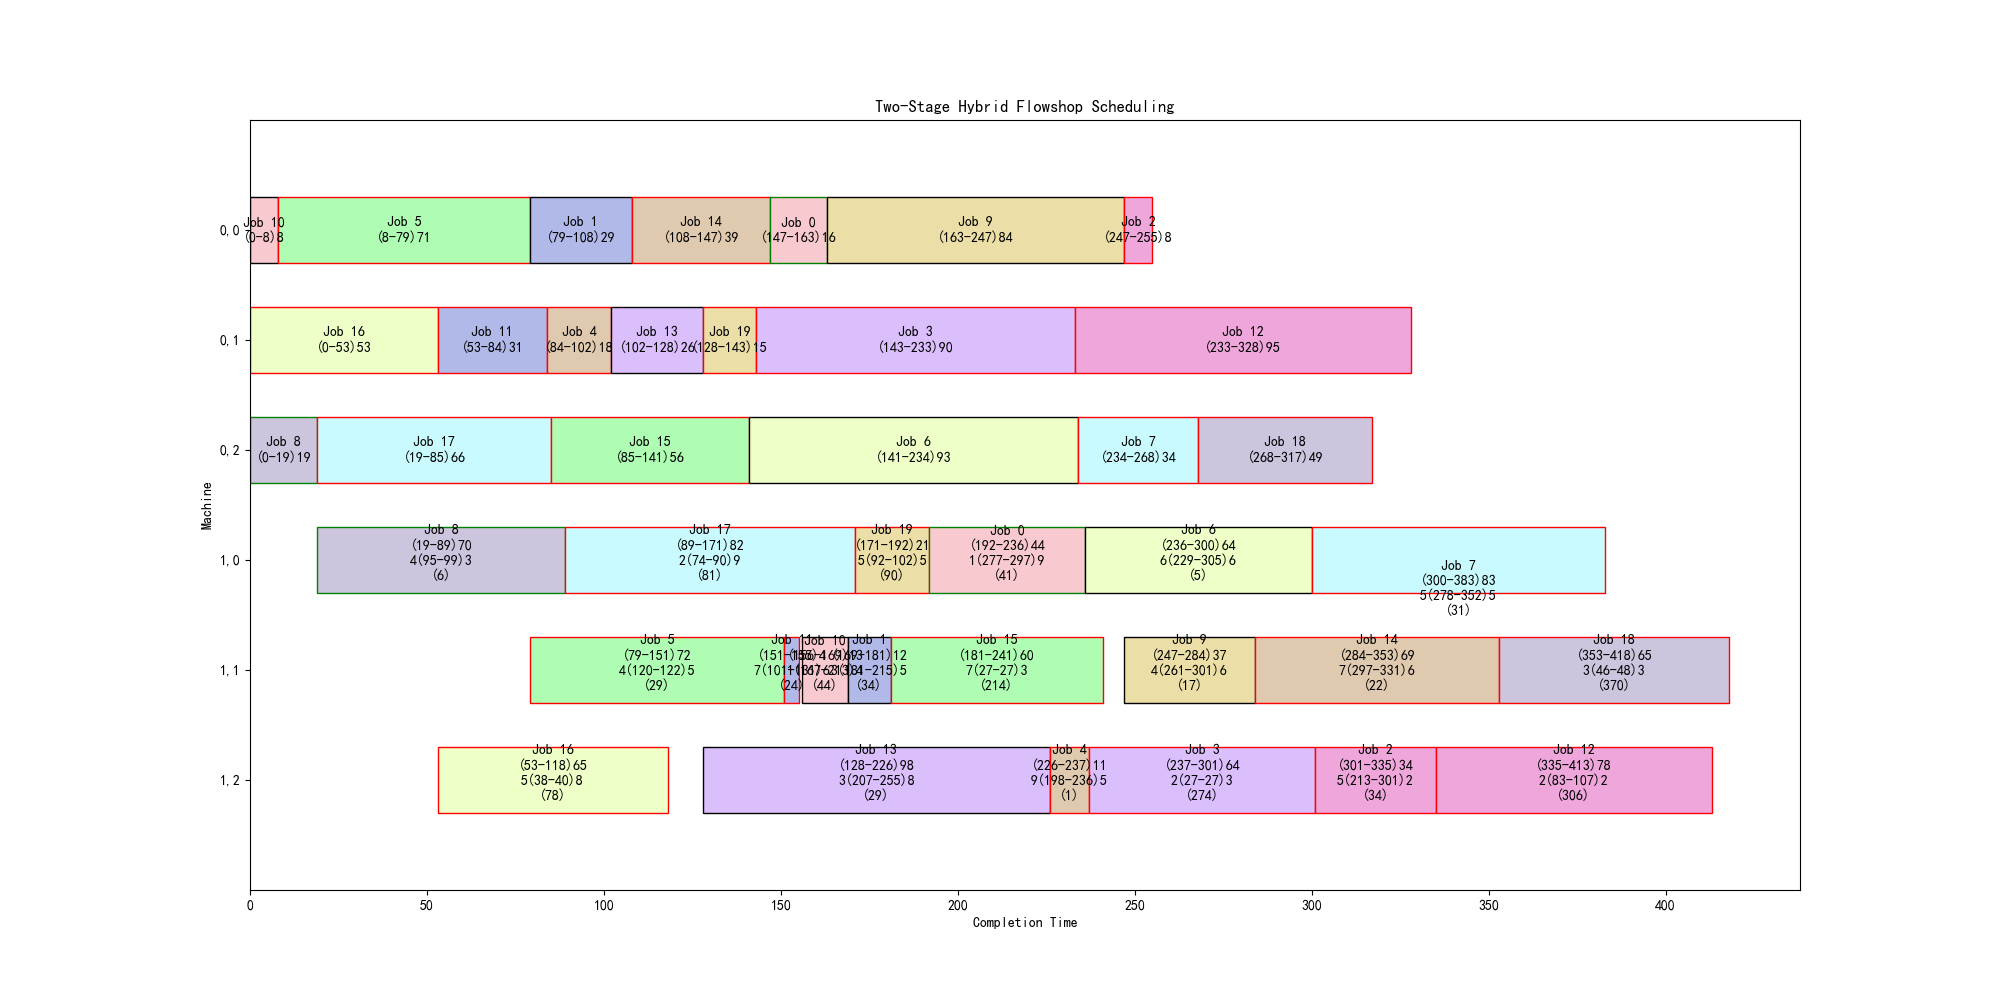 Two-Stage Hybrid Flowshop Scheduling
0,0
Job 10
(0-8)8
Job 5
(8-79)71
Job 1
(79-108)29
Job 14
(108-147)39
Job 0
(147-163)16
Job 9
(163-247)84
Job 2
(247-255)8
0,1
Job 16
(0-53)53
Job 11
(53-84)31
Job 4
(84-102)18
Job 13
(102-128)26
Job 19
(128-143)15
Job 3
(143-233)90
Job 12
(233-328)95
0,2
Job 8
(0-19)19
Job 17
(19-85)66
Job 15
(85-141)56
Job 6
(141-234)93
Job 7
(234-268)34
Job 18
(268-317)49
Machine
1,0
Job 8
(19-89)70
4(95-99)3
(6)
Job 17
(89-171)82
2(74-90)9
(81)
Job 19
(171-192)21
5(92-102)5
(90)
Job 0
(192-236)44
1(277-297)9
(41)
Job 6
(236-300)64
6(229-305)6
(5)
Job 7
(300-383)83
5(278-352)5
(31)
1,1
Job 5
(79-151)72
4(120-122)5
(29)
Job 11
(24)
Job 10
(44)
Job 1
(34)
Job 15
(181-241)60
7(27-27)3
(214)
Job 9
(247-284)37
4(261-301)6
(17)
Job 14
(284-353)69
7(297-331)6
(22)
Job 18
(353-418)65
3(46-48)3
(370)
1,2
Job 16
(53-118)65
5(38-40)8
(78)
Job 13
(128-226)98
3(207-255)8
(29)
Job 4
(226-237)11
9(198-236)5
(1)
Job 3
(237-301)64
2(27-27)3
(274)
Job 2
(301-335)34
5(213-301)2
(34)
Job 12
(335-413)78
2(83-107)2
(306)
0
50
100
150
200
250
300
350
400
Completion Time